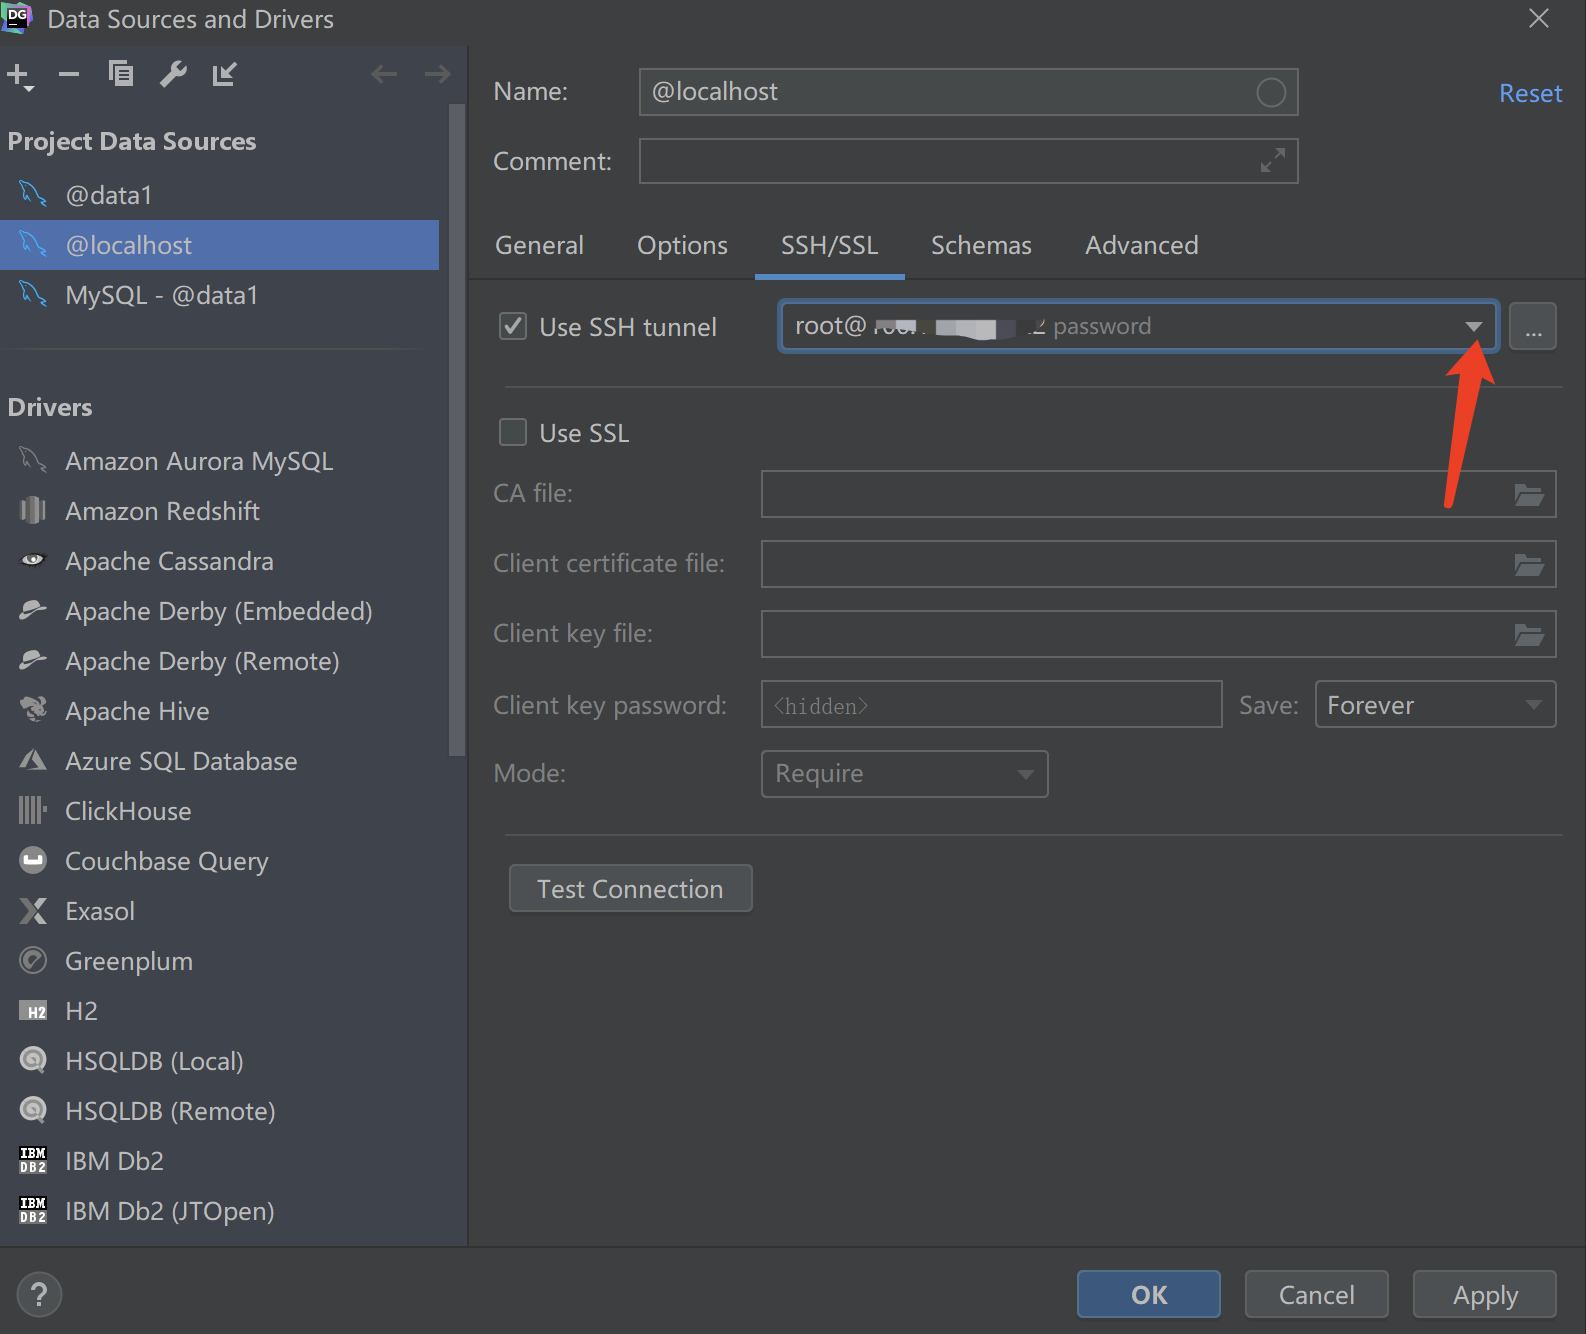 DG Data Sources and Drivers
Project Data Sources
@data1
@localhost
MySQL - @data1
Drivers
Amazon Aurora MySQL
Amazon Redshift
Apache Cassandra
Apache Derby (Embedded)
Apache Derby (Remote)
Apache Hive
Azure SQL Database
ClickHouse
Couchbase Query
Exasol
Greenplum
H2 H2
HSQLDB (Local)
HSQLDB (Remote)
IBM DB2 IBM Db2
IBM DB2 IBM Db2 (JTOpen)
Name: @localhost Reset
Comment:
General Options SSH/SSL Schemas Advanced
Use SSH tunnel root@ 2 password ...
Use SSL
CA file:
Client certificate file:
Client key file:
Client key password: <hidden> Save: Forever
Mode: Require
Test Connection
? OK Cancel Apply